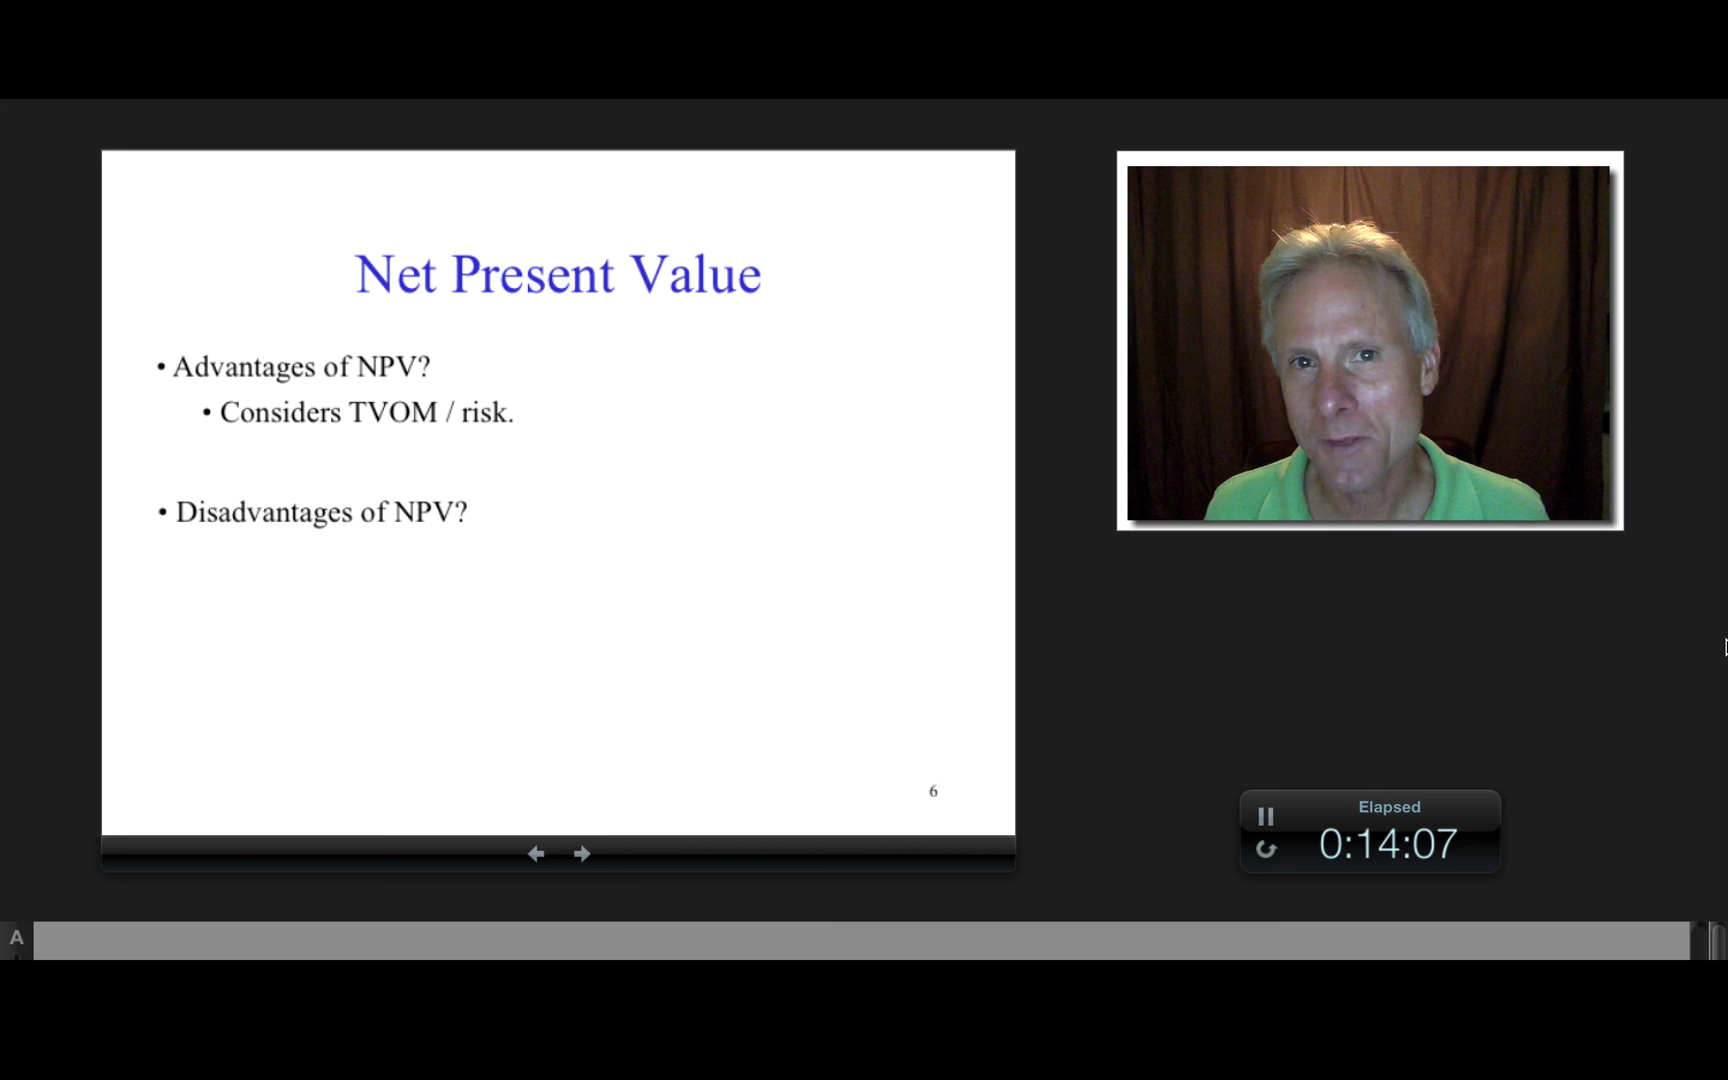 Net Present Value
• Advantages of NPV?
• Considers TVOM / risk.
• Disadvantages of NPV?
6
Elapsed
0:14:07
A